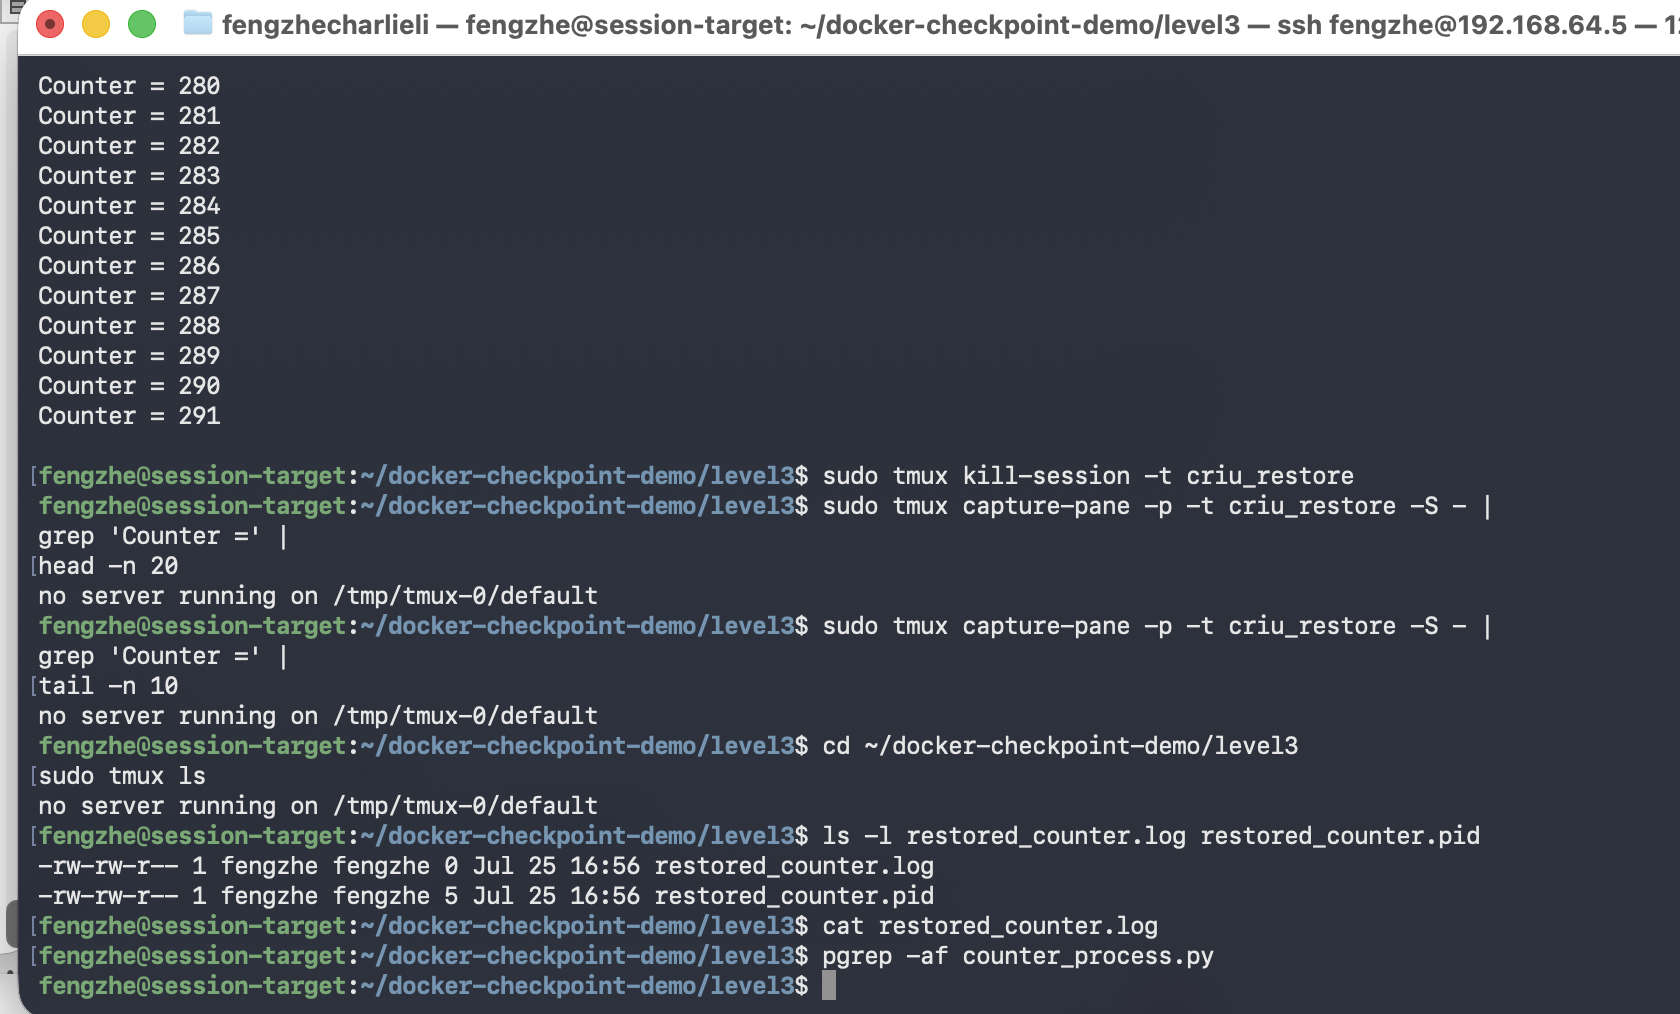 fengzhecharlieli — fengzhe@session-target: ~/docker-checkpoint-demo/level3 — ssh fengzhe@192.168.64.5 —
Counter = 280
Counter = 281
Counter = 282
Counter = 283
Counter = 284
Counter = 285
Counter = 286
Counter = 287
Counter = 288
Counter = 289
Counter = 290
Counter = 291
[fengzhe@session-target:~/docker-checkpoint-demo/level3$ sudo tmux kill-session -t criu_restore
fengzhe@session-target:~/docker-checkpoint-demo/level3$ sudo tmux capture-pane -p -t criu_restore -S - |
grep 'Counter =' |
[head -n 20
no server running on /tmp/tmux-0/default
fengzhe@session-target:~/docker-checkpoint-demo/level3$ sudo tmux capture-pane -p -t criu_restore -S - |
grep 'Counter =' |
[tail -n 10
no server running on /tmp/tmux-0/default
fengzhe@session-target:~/docker-checkpoint-demo/level3$ cd ~/docker-checkpoint-demo/level3
[sudo tmux ls
no server running on /tmp/tmux-0/default
[fengzhe@session-target:~/docker-checkpoint-demo/level3$ ls -l restored_counter.log restored_counter.pid
-rw-rw-r-- 1 fengzhe fengzhe 0 Jul 25 16:56 restored_counter.log
-rw-rw-r-- 1 fengzhe fengzhe 5 Jul 25 16:56 restored_counter.pid
[fengzhe@session-target:~/docker-checkpoint-demo/level3$ cat restored_counter.log
[fengzhe@session-target:~/docker-checkpoint-demo/level3$ pgrep -af counter_process.py
fengzhe@session-target:~/docker-checkpoint-demo/level3$